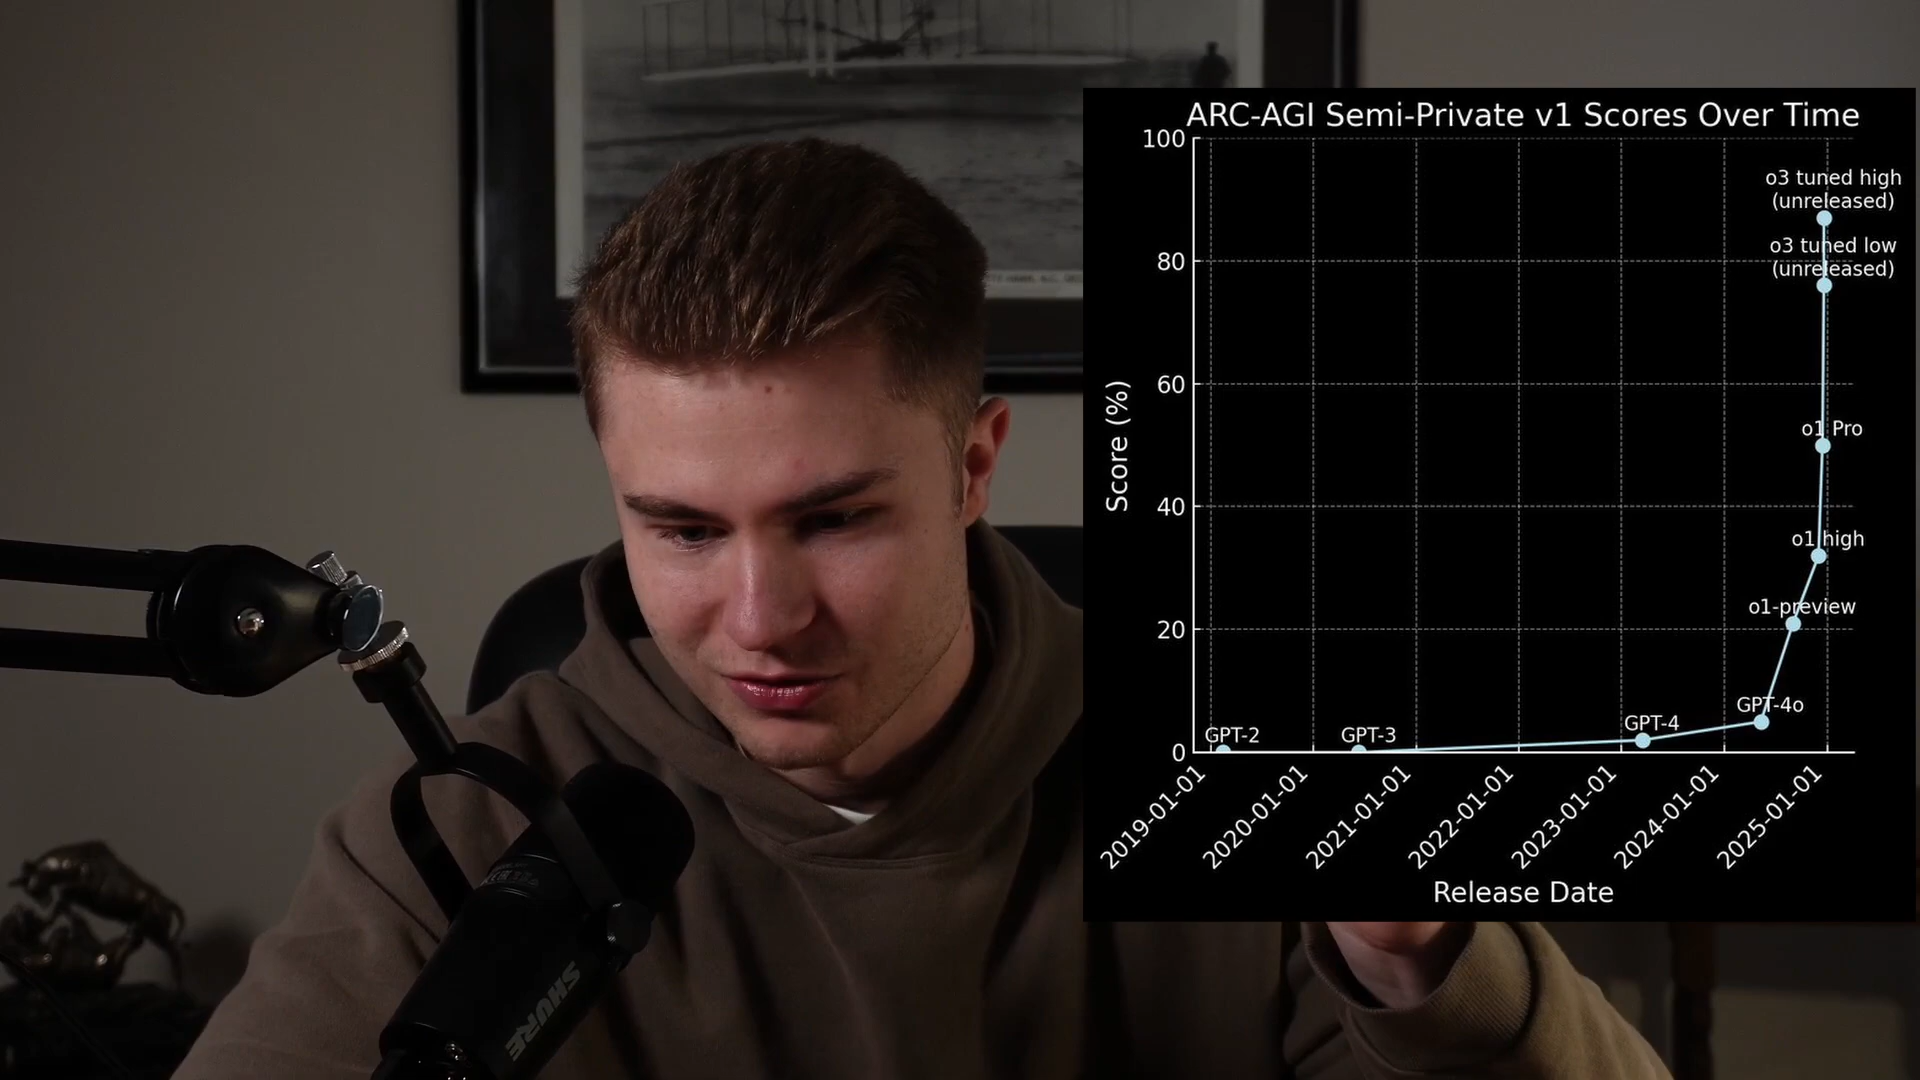 ARC-AGI Semi-Private v1 Scores Over Time
100
80
60
40
20
0
Score (%)
o3 tuned high
(unreleased)
o3 tuned low
(unreleased)
o1 Pro
o1 high
o1-preview
GPT-4o
GPT-4
GPT-3
GPT-2
2019-01-01
2020-01-01
2021-01-01
2022-01-01
2023-01-01
2024-01-01
2025-01-01
Release Date
SHURE